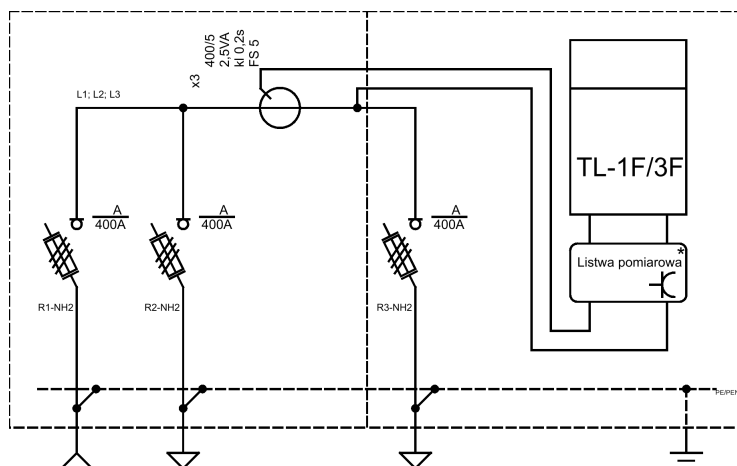 x3
400/5
2,5VA
kl 0,2s
FS 5
L1; L2; L3
TL-1F/3F
A
400A
A
400A
A
400A
Listwa pomiarowa *
R1-NH2
R2-NH2
R3-NH2
PE/PEN